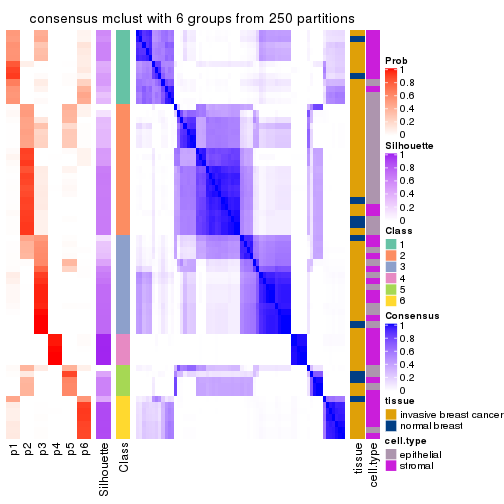 consensus mclust with 6 groups from 250 partitions
Prob
1
0.8
0.6
0.4
0.2
0
Silhouette
1
0.8
0.6
0.4
0.2
0
Class
1
2
3
4
5
6
Consensus
1
0.8
0.6
0.4
0.2
0
tissue
invasive breast cancer
normal breast
cell.type
epithelial
stromal
p1
p2
p3
p4
p5
p6
Silhouette
Class
tissue
cell.type